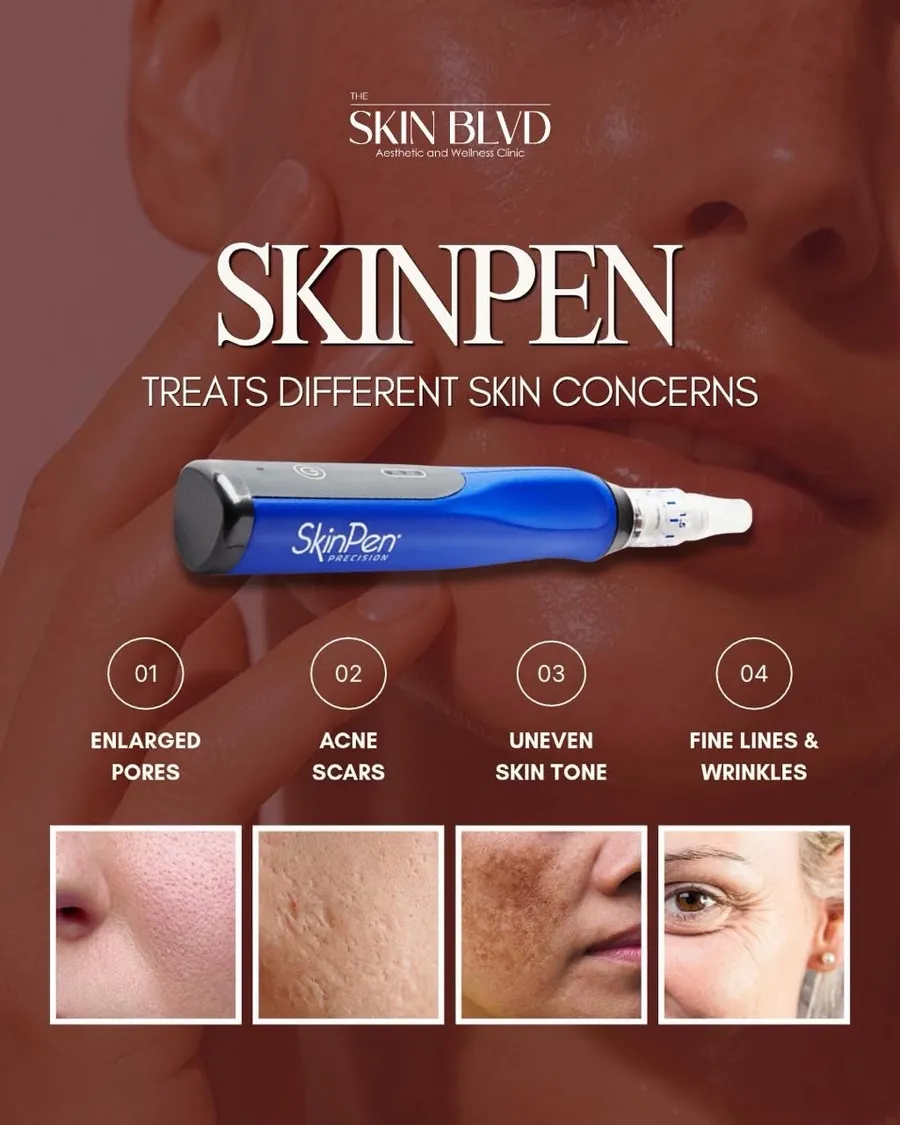 THE
SKIN BLVD
Aesthetic and Wellness Clinic
SKINPEN
TREATS DIFFERENT SKIN CONCERNS
SkinPen
PRECISION
01
02
03
04
ENLARGED
PORES
ACNE
SCARS
UNEVEN
SKIN TONE
FINE LINES &
WRINKLES